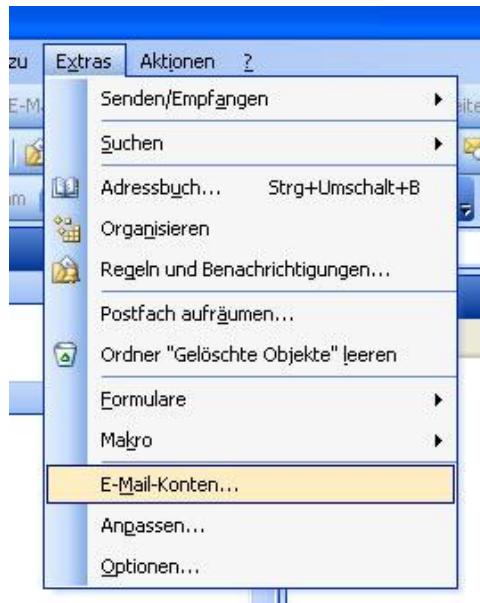 zu Extras Aktionen ?
E-M
Senden/Empfangen
eite
Suchen
Adressbuch... Strg+Umschalt+B
Organisieren
Regeln und Benachrichtigungen...
Postfach aufräumen...
Ordner "Gelöschte Objekte" leeren
Formulare
Makro
E-Mail-Konten...
Anpassen...
Optionen...